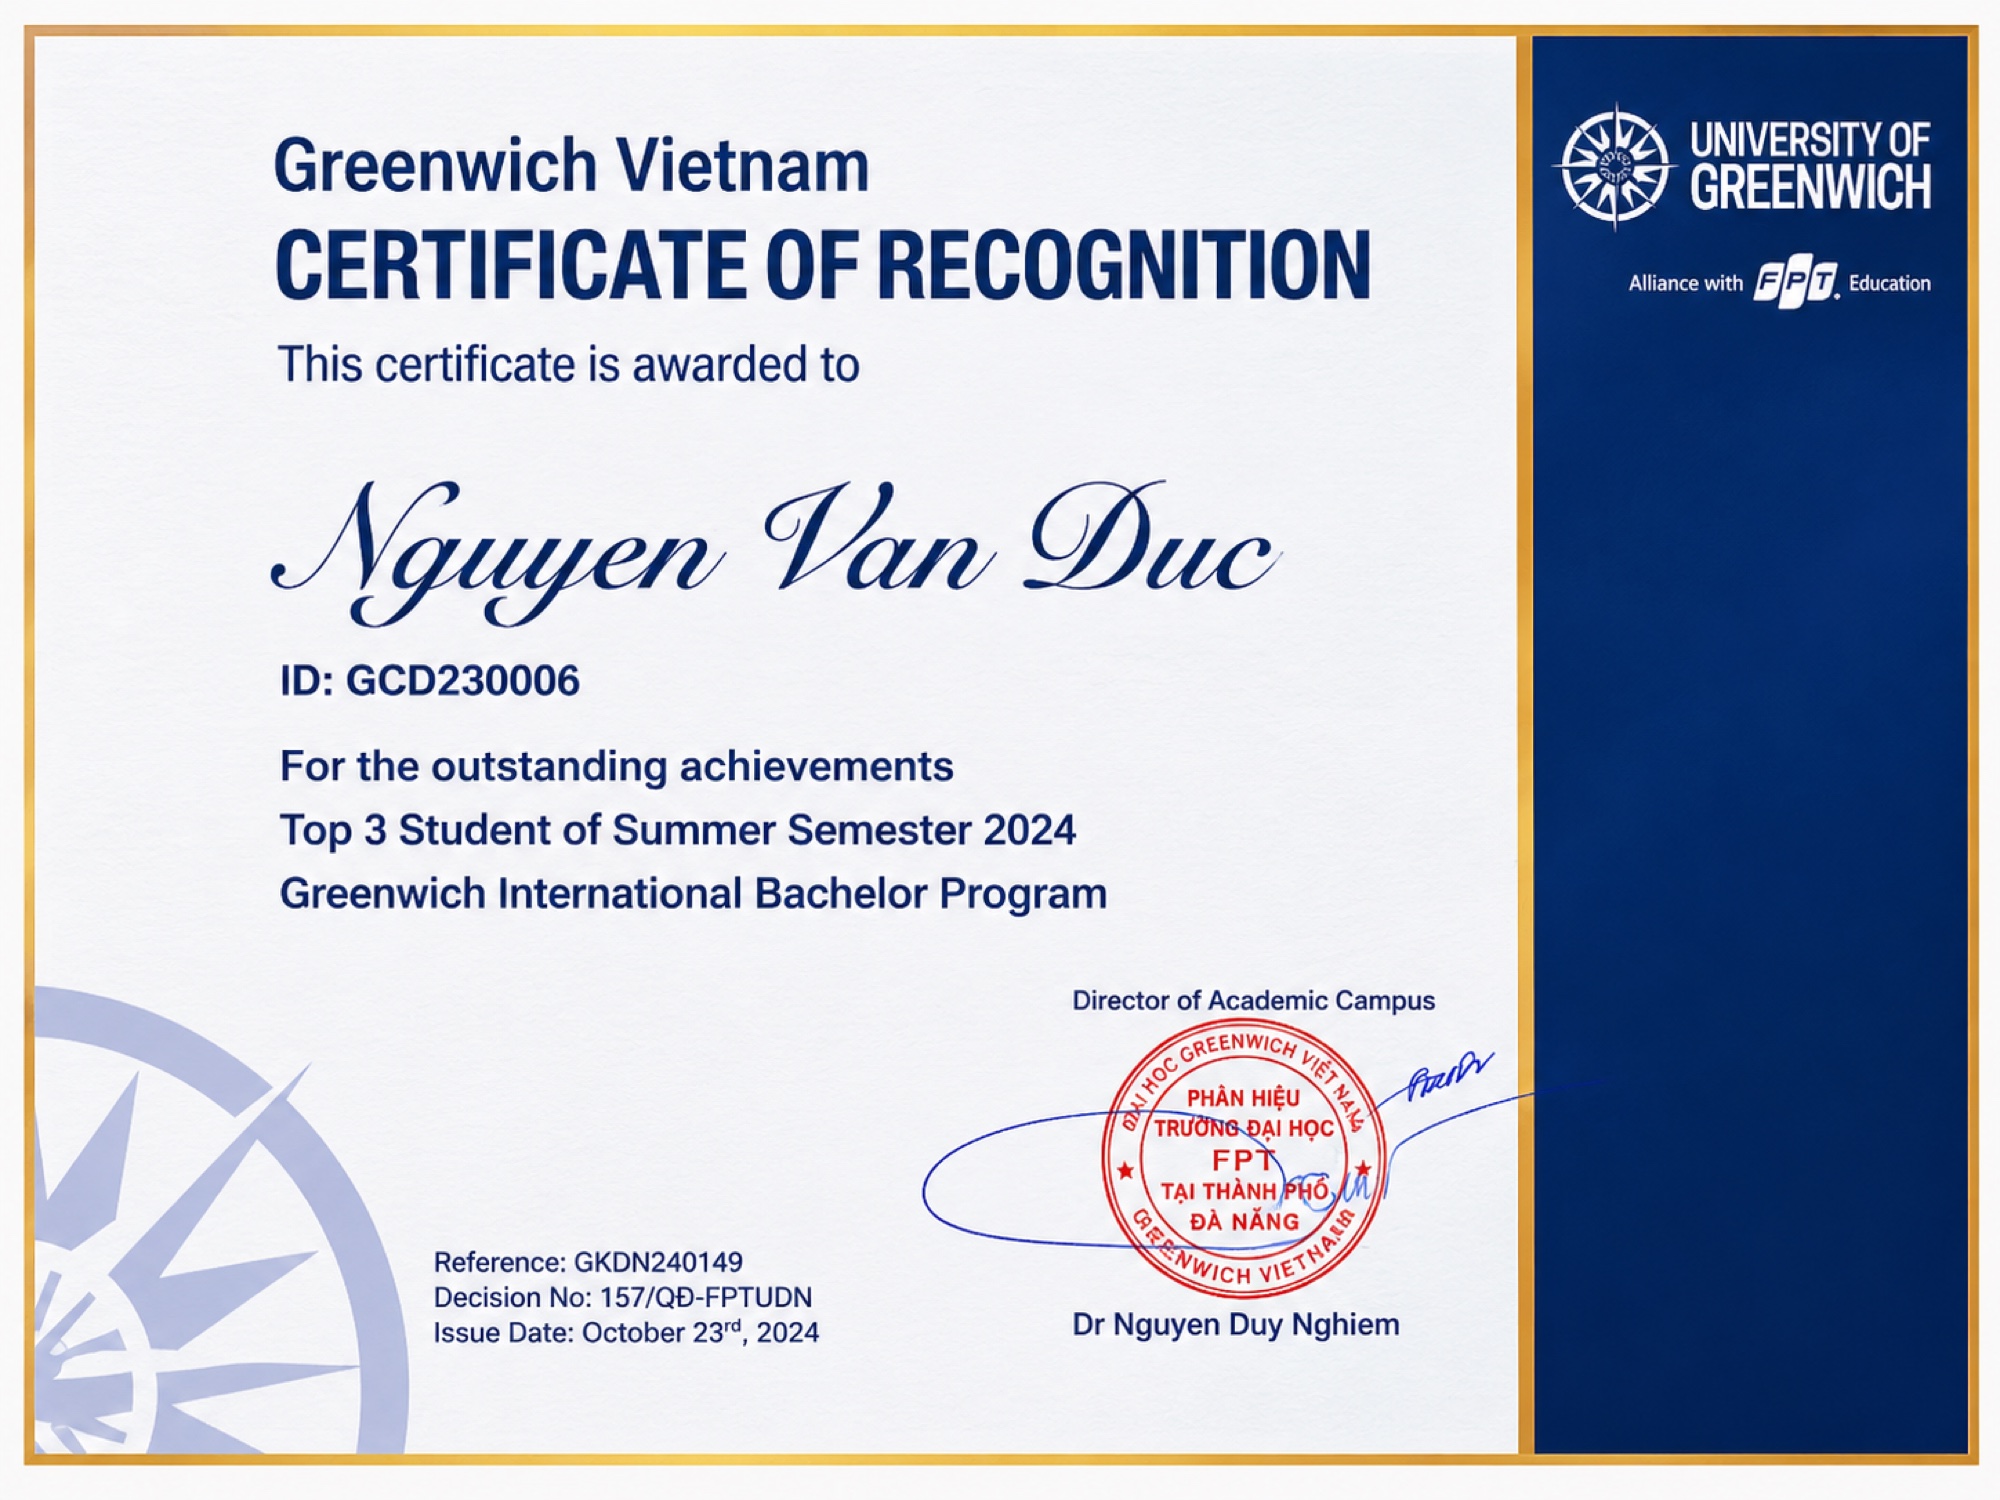 Greenwich Vietnam
CERTIFICATE OF RECOGNITION
This certificate is awarded to
Nguyen Van Duc
ID: GCD230006
For the outstanding achievements
Top 3 Student of Summer Semester 2024
Greenwich International Bachelor Program
Reference: GKDN240149
Decision No: 157/QĐ-FPTUDN
Issue Date: October 23rd, 2024
Director of Academic Campus
HOC GREENWICH VIỆT NAM
PHÂN HIỆU
TRƯỜNG ĐẠI HỌC
FPT
TẠI THÀNH PHỐ
ĐÀ NẴNG
GREENWICH VIETNAM
Dr Nguyen Duy Nghiem
UNIVERSITY OF
GREENWICH
Alliance with FPT Education